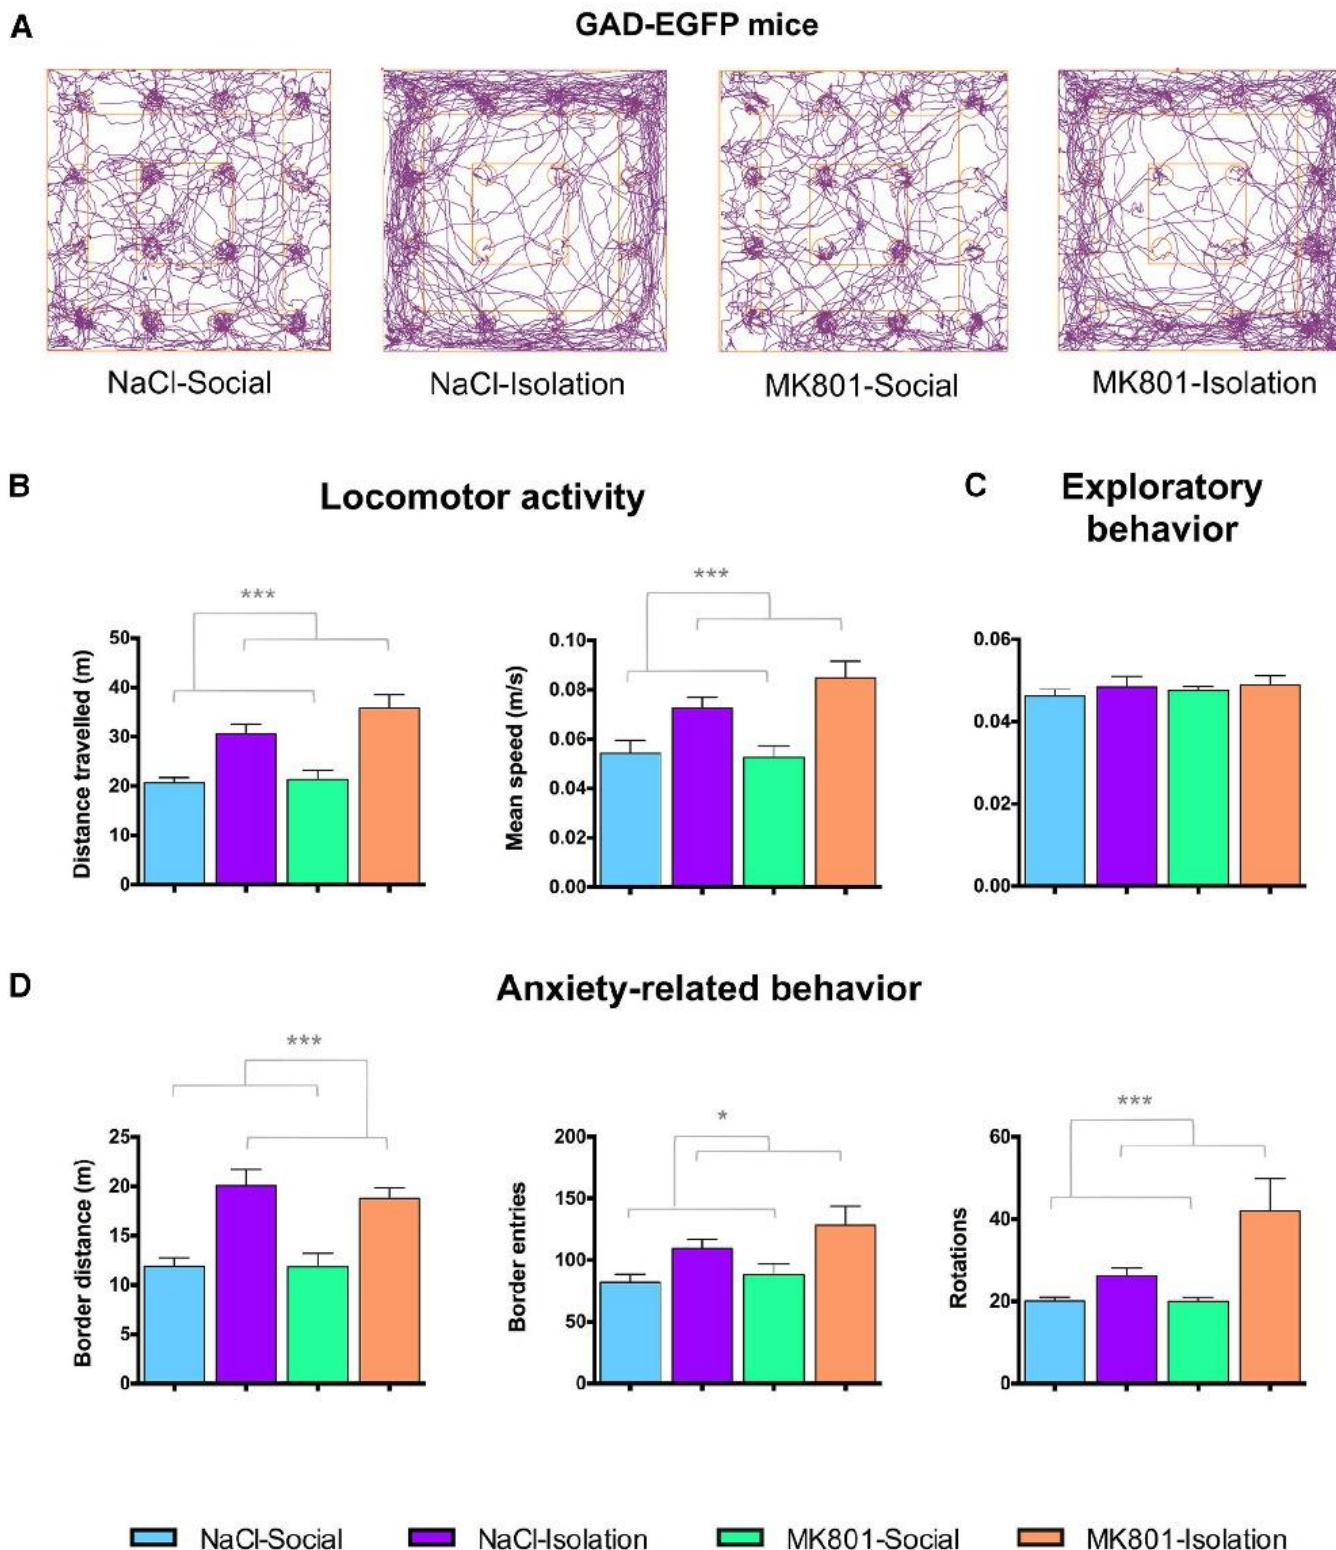 A
GAD-EGFP mice
NaCl-Social
NaCl-Isolation
MK801-Social
MK801-Isolation
B
Locomotor activity
C
Exploratory
behavior
***
Distance travelled (m)
50
40
30
20
10
0
***
Mean speed (m/s)
0.10
0.08
0.06
0.04
0.02
0.00
0.06
0.04
0.02
0.00
D
Anxiety-related behavior
***
Border distance (m)
25
20
15
10
5
0
*
Border entries
200
150
100
50
0
***
Rotations
60
40
20
0
NaCl-Social
NaCl-Isolation
MK801-Social
MK801-Isolation